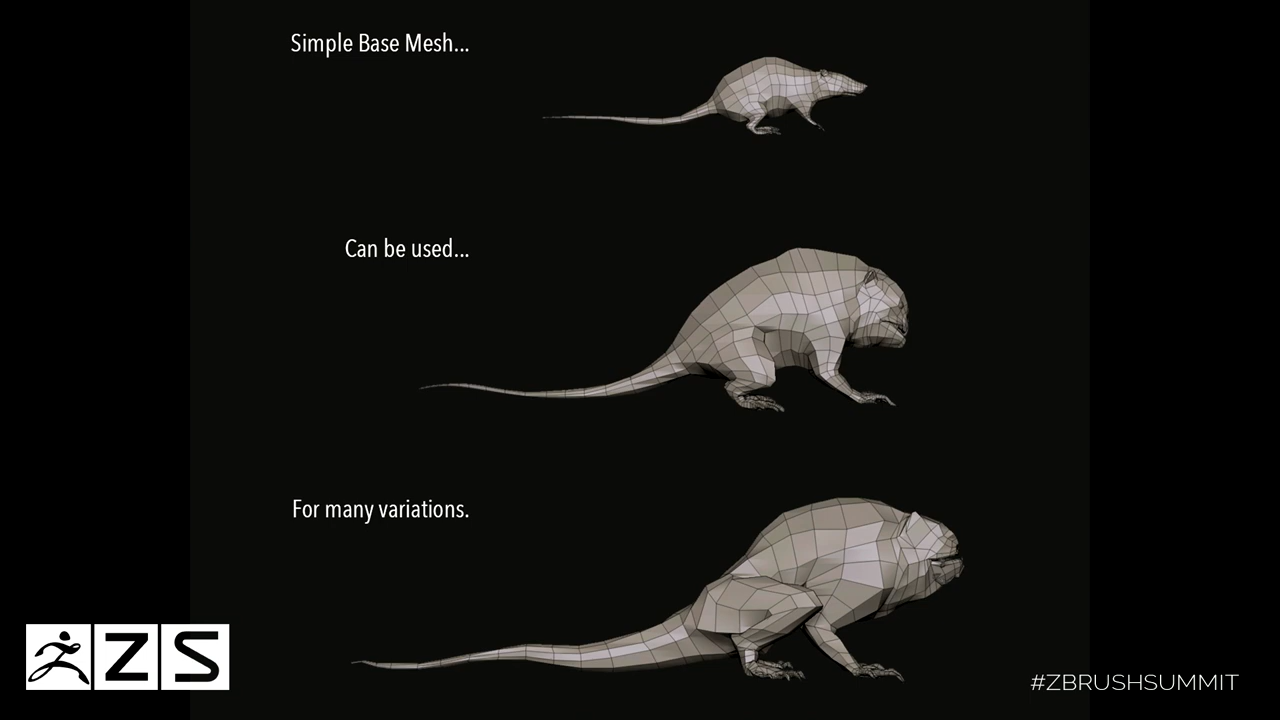 Simple Base Mesh...
Can be used...
For many variations.
ZS
#ZBRUSHSUMMIT